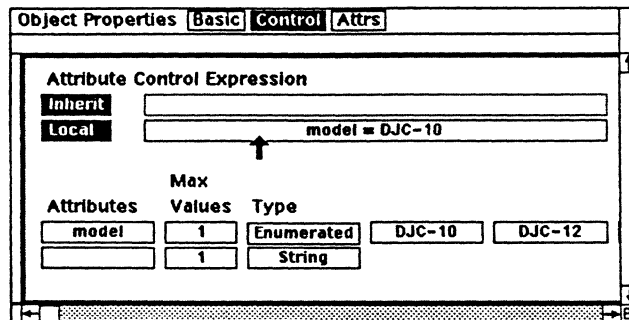 Object Properties Basic Control Attrs
Attribute Control Expression
Inherit
Local model = DJC-10
Max
Attributes Values Type
model 1 Enumerated DJC-10 DJC-12
1 String